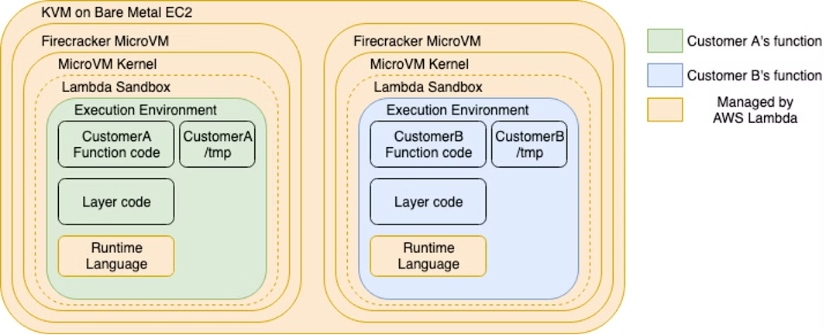 KVM on Bare Metal EC2
Firecracker MicroVM
MicroVM Kernel
Lambda Sandbox
Execution Environment
CustomerA
Function code
CustomerA
/tmp
Layer code
Runtime
Language
Firecracker MicroVM
MicroVM Kernel
Lambda Sandbox
Execution Environment
CustomerB
Function code
CustomerB
/tmp
Layer code
Runtime
Language
Customer A's function
Customer B's function
Managed by
AWS Lambda